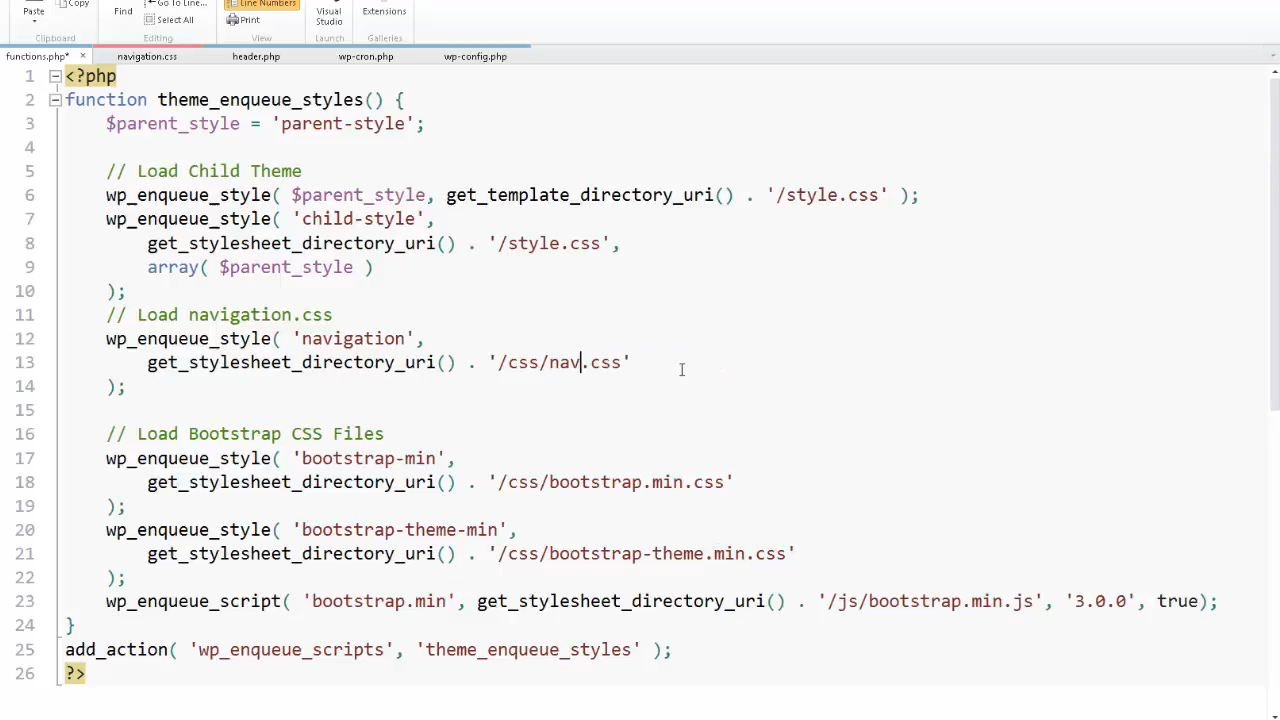 Paste
Copy
Find
Go To Line...
Select All
Line Numbers
Print
Visual
Studio
Extensions
Clipboard
Editing
View
Launch
Galleries
functions.php* ×
navigation.css
header.php
wp-cron.php
wp-config.php
1 <?php
2 function theme_enqueue_styles() {
3 $parent_style = 'parent-style';
4
5 // Load Child Theme
6 wp_enqueue_style( $parent_style, get_template_directory_uri() . '/style.css' );
7 wp_enqueue_style( 'child-style',
8 get_stylesheet_directory_uri() . '/style.css',
9 array( $parent_style )
10 );
11 // Load navigation.css
12 wp_enqueue_style( 'navigation',
13 get_stylesheet_directory_uri() . '/css/nav.css'
14 );
15
16 // Load Bootstrap CSS Files
17 wp_enqueue_style( 'bootstrap-min',
18 get_stylesheet_directory_uri() . '/css/bootstrap.min.css'
19 );
20 wp_enqueue_style( 'bootstrap-theme-min',
21 get_stylesheet_directory_uri() . '/css/bootstrap-theme.min.css'
22 );
23 wp_enqueue_script( 'bootstrap.min', get_stylesheet_directory_uri() . '/js/bootstrap.min.js', '3.0.0', true);
24 }
25 add_action( 'wp_enqueue_scripts', 'theme_enqueue_styles' );
26 ?>